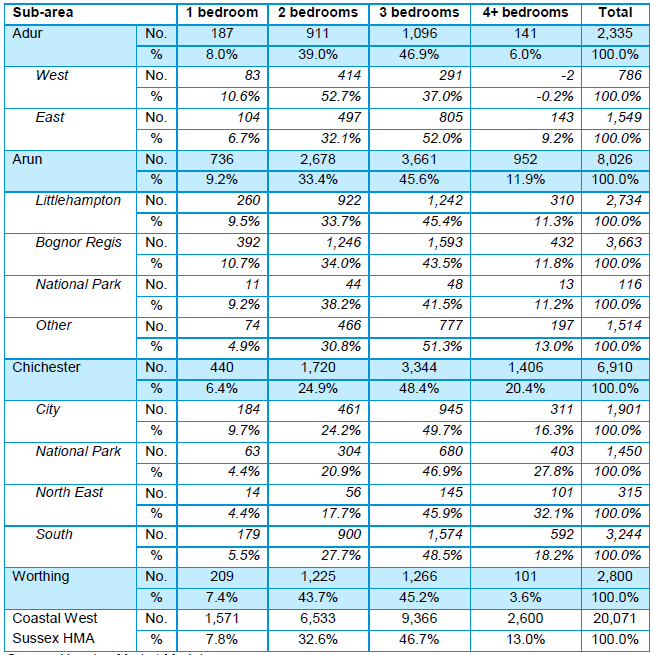 Sub-area 1 bedroom 2 bedrooms 3 bedrooms 4+ bedrooms Total
Adur No. 187 911 1,096 141 2,335
% 8.0% 39.0% 46.9% 6.0% 100.0%
West No. 83 414 291 -2 786
% 10.6% 52.7% 37.0% -0.2% 100.0%
East No. 104 497 805 143 1,549
% 6.7% 32.1% 52.0% 9.2% 100.0%
Arun No. 736 2,678 3,661 952 8,026
% 9.2% 33.4% 45.6% 11.9% 100.0%
Littlehampton No. 260 922 1,242 310 2,734
% 9.5% 33.7% 45.4% 11.3% 100.0%
Bognor Regis No. 392 1,246 1,593 432 3,663
% 10.7% 34.0% 43.5% 11.8% 100.0%
National Park No. 11 44 48 13 116
% 9.2% 38.2% 41.5% 11.2% 100.0%
Other No. 74 466 777 197 1,514
% 4.9% 30.8% 51.3% 13.0% 100.0%
Chichester No. 440 1,720 3,344 1,406 6,910
% 6.4% 24.9% 48.4% 20.4% 100.0%
City No. 184 461 945 311 1,901
% 9.7% 24.2% 49.7% 16.3% 100.0%
National Park No. 63 304 680 403 1,450
% 4.4% 20.9% 46.9% 27.8% 100.0%
North East No. 14 56 145 101 315
% 4.4% 17.7% 45.9% 32.1% 100.0%
South No. 179 900 1,574 592 3,244
% 5.5% 27.7% 48.5% 18.2% 100.0%
Worthing No. 209 1,225 1,266 101 2,800
% 7.4% 43.7% 45.2% 3.6% 100.0%
Coastal West No. 1,571 6,533 9,366 2,600 20,071
Sussex HMA % 7.8% 32.6% 46.7% 13.0% 100.0%